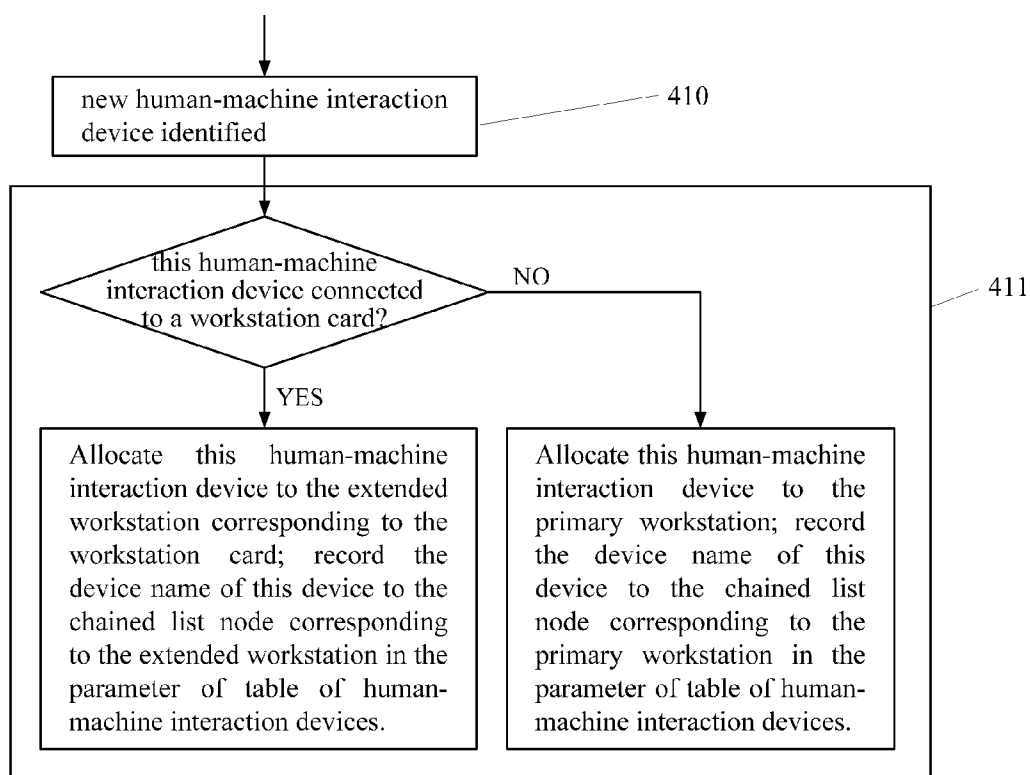 new human-machine interaction
device identified
410
this human-machine
interaction device connected
to a workstation card?
NO
411
YES
Allocate this human-machine
interaction device to the extended
workstation corresponding to the
workstation card; record the
device name of this device to the
chained list node corresponding
to the extended workstation in the
parameter of table of human-
machine interaction devices.
Allocate this human-machine
interaction device to the
primary workstation; record
the device name of this
device to the chained list
node corresponding to the
primary workstation in the
parameter of table of human-
machine interaction devices.